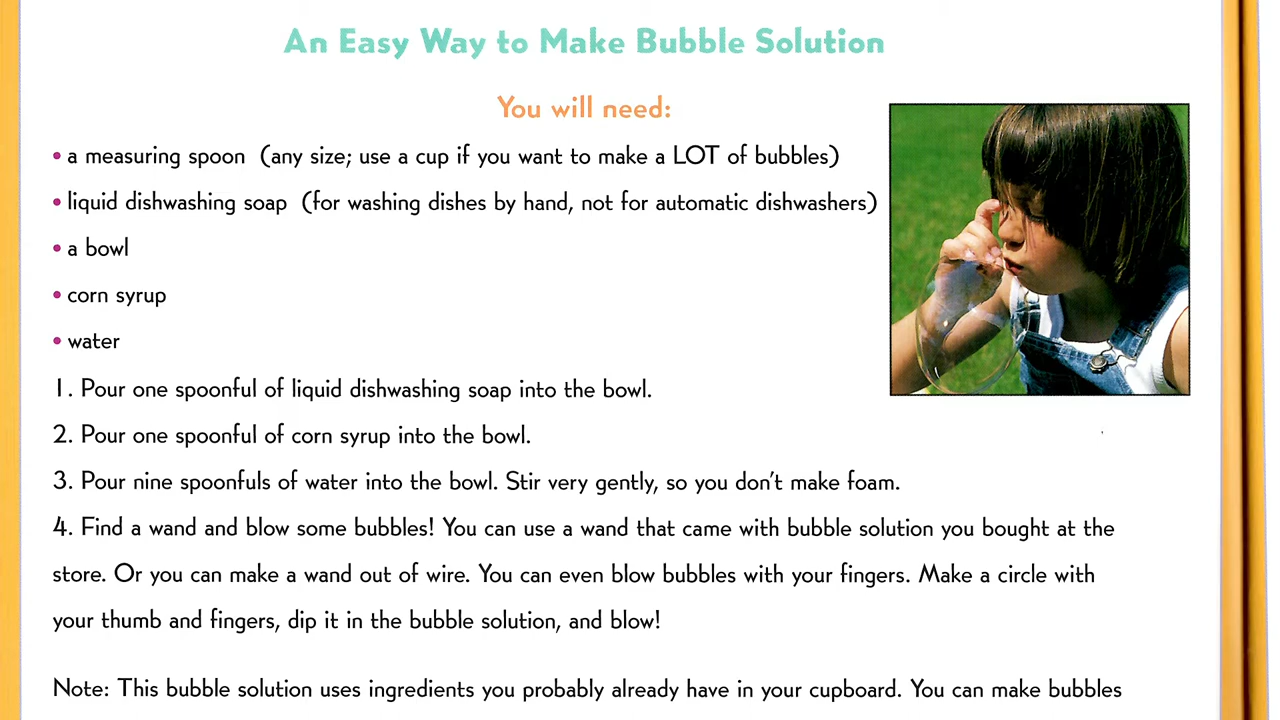 An Easy Way to Make Bubble Solution
You will need:
• a measuring spoon (any size; use a cup if you want to make a LOT of bubbles)
• liquid dishwashing soap (for washing dishes by hand, not for automatic dishwashers)
• a bowl
• corn syrup
• water
1. Pour one spoonful of liquid dishwashing soap into the bowl.
2. Pour one spoonful of corn syrup into the bowl.
3. Pour nine spoonfuls of water into the bowl. Stir very gently, so you don't make foam.
4. Find a wand and blow some bubbles! You can use a wand that came with bubble solution you bought at the
store. Or you can make a wand out of wire. You can even blow bubbles with your fingers. Make a circle with
your thumb and fingers, dip it in the bubble solution, and blow!
Note: This bubble solution uses ingredients you probably already have in your cupboard. You can make bubbles